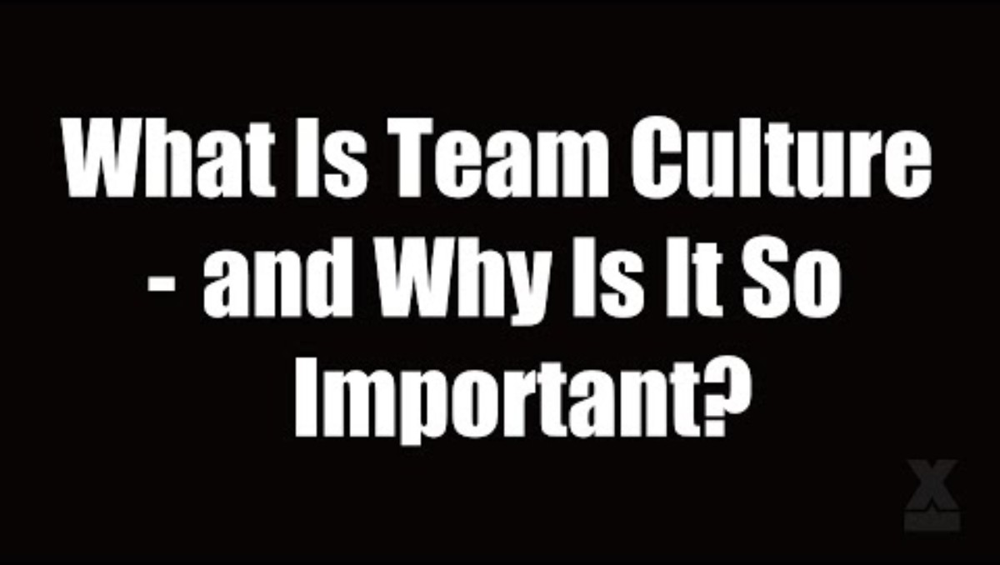 What Is Team Culture
- and Why Is It So
Important?
X